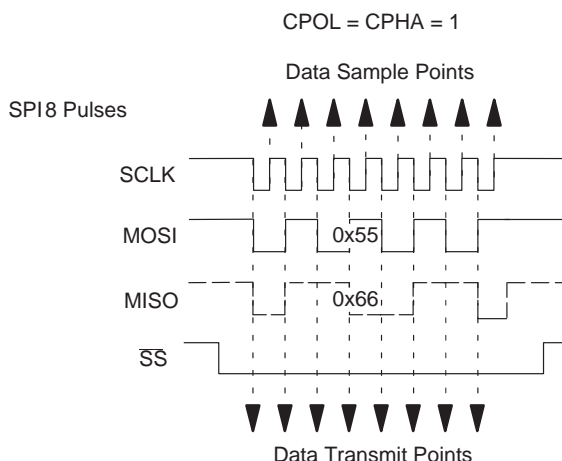 CPOL = CPHA = 1
Data Sample Points
SPI8 Pulses
SCLK
MOSI
0x55
MISO
0x66
SS
Data Transmit Points